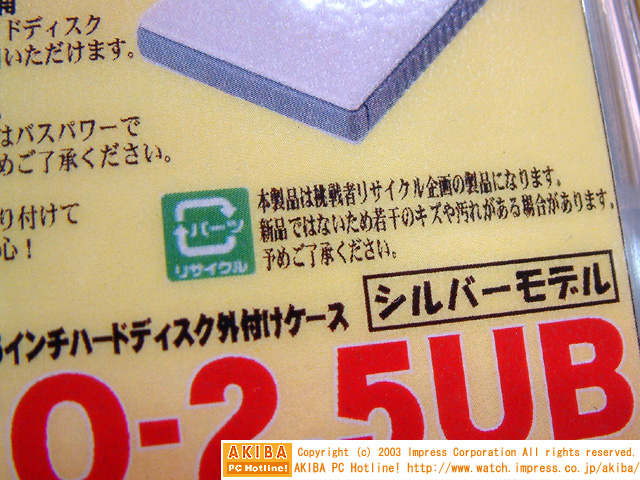 ードディスク
いただけます。
はバスパワーで
めご了承ください。
り付けて
心！
パーツ
リサイクル
本製品は挑戦者リサイクル企画の製品になります。
新品ではないため若干のキズや汚れがある場合があります。
予めご了承ください。
インチハードディスク外付けケース
シルバーモデル
O-2.5UB
AKIBA
PC Hotline!
Copyright (c) 2003 Impress Corporation All rights reserved.
AKIBA PC Hotline! http://www.watch.impress.co.jp/akiba/